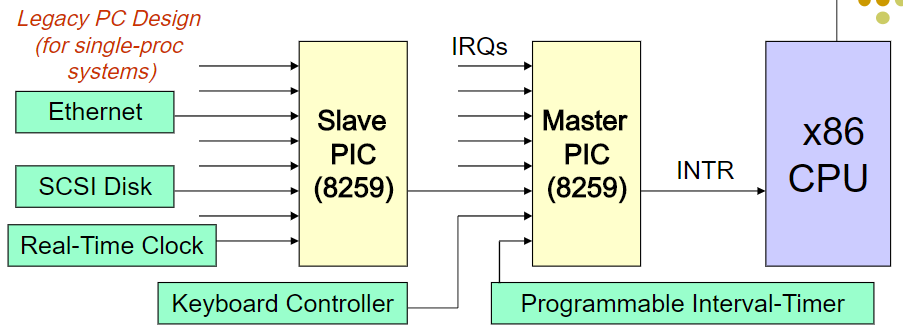 Legacy PC Design
(for single-proc
systems)
IRQs
Ethernet
Slave
PIC
(8259)
Master
PIC
(8259)
x86
CPU
INTR
SCSI Disk
Real-Time Clock
Keyboard Controller
Programmable Interval-Timer